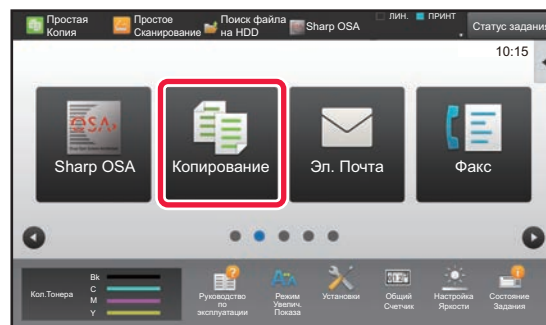 Простая
Копия
Простое
Сканирование
Поиск файла
на HDD
Sharp OSA
ЛИН.
ПРИНТ
Статус задания
10:15
OSA
Sharp OSA
Копирование
Эл. Почта
Факс
Кол.Тонера
Bk
C
M
Y
Руководство
по
эксплуатации
Режим
Увелич.
Показа
Установки
Общий
Счетчик
Настройка
Яркости
Состояние
Задания